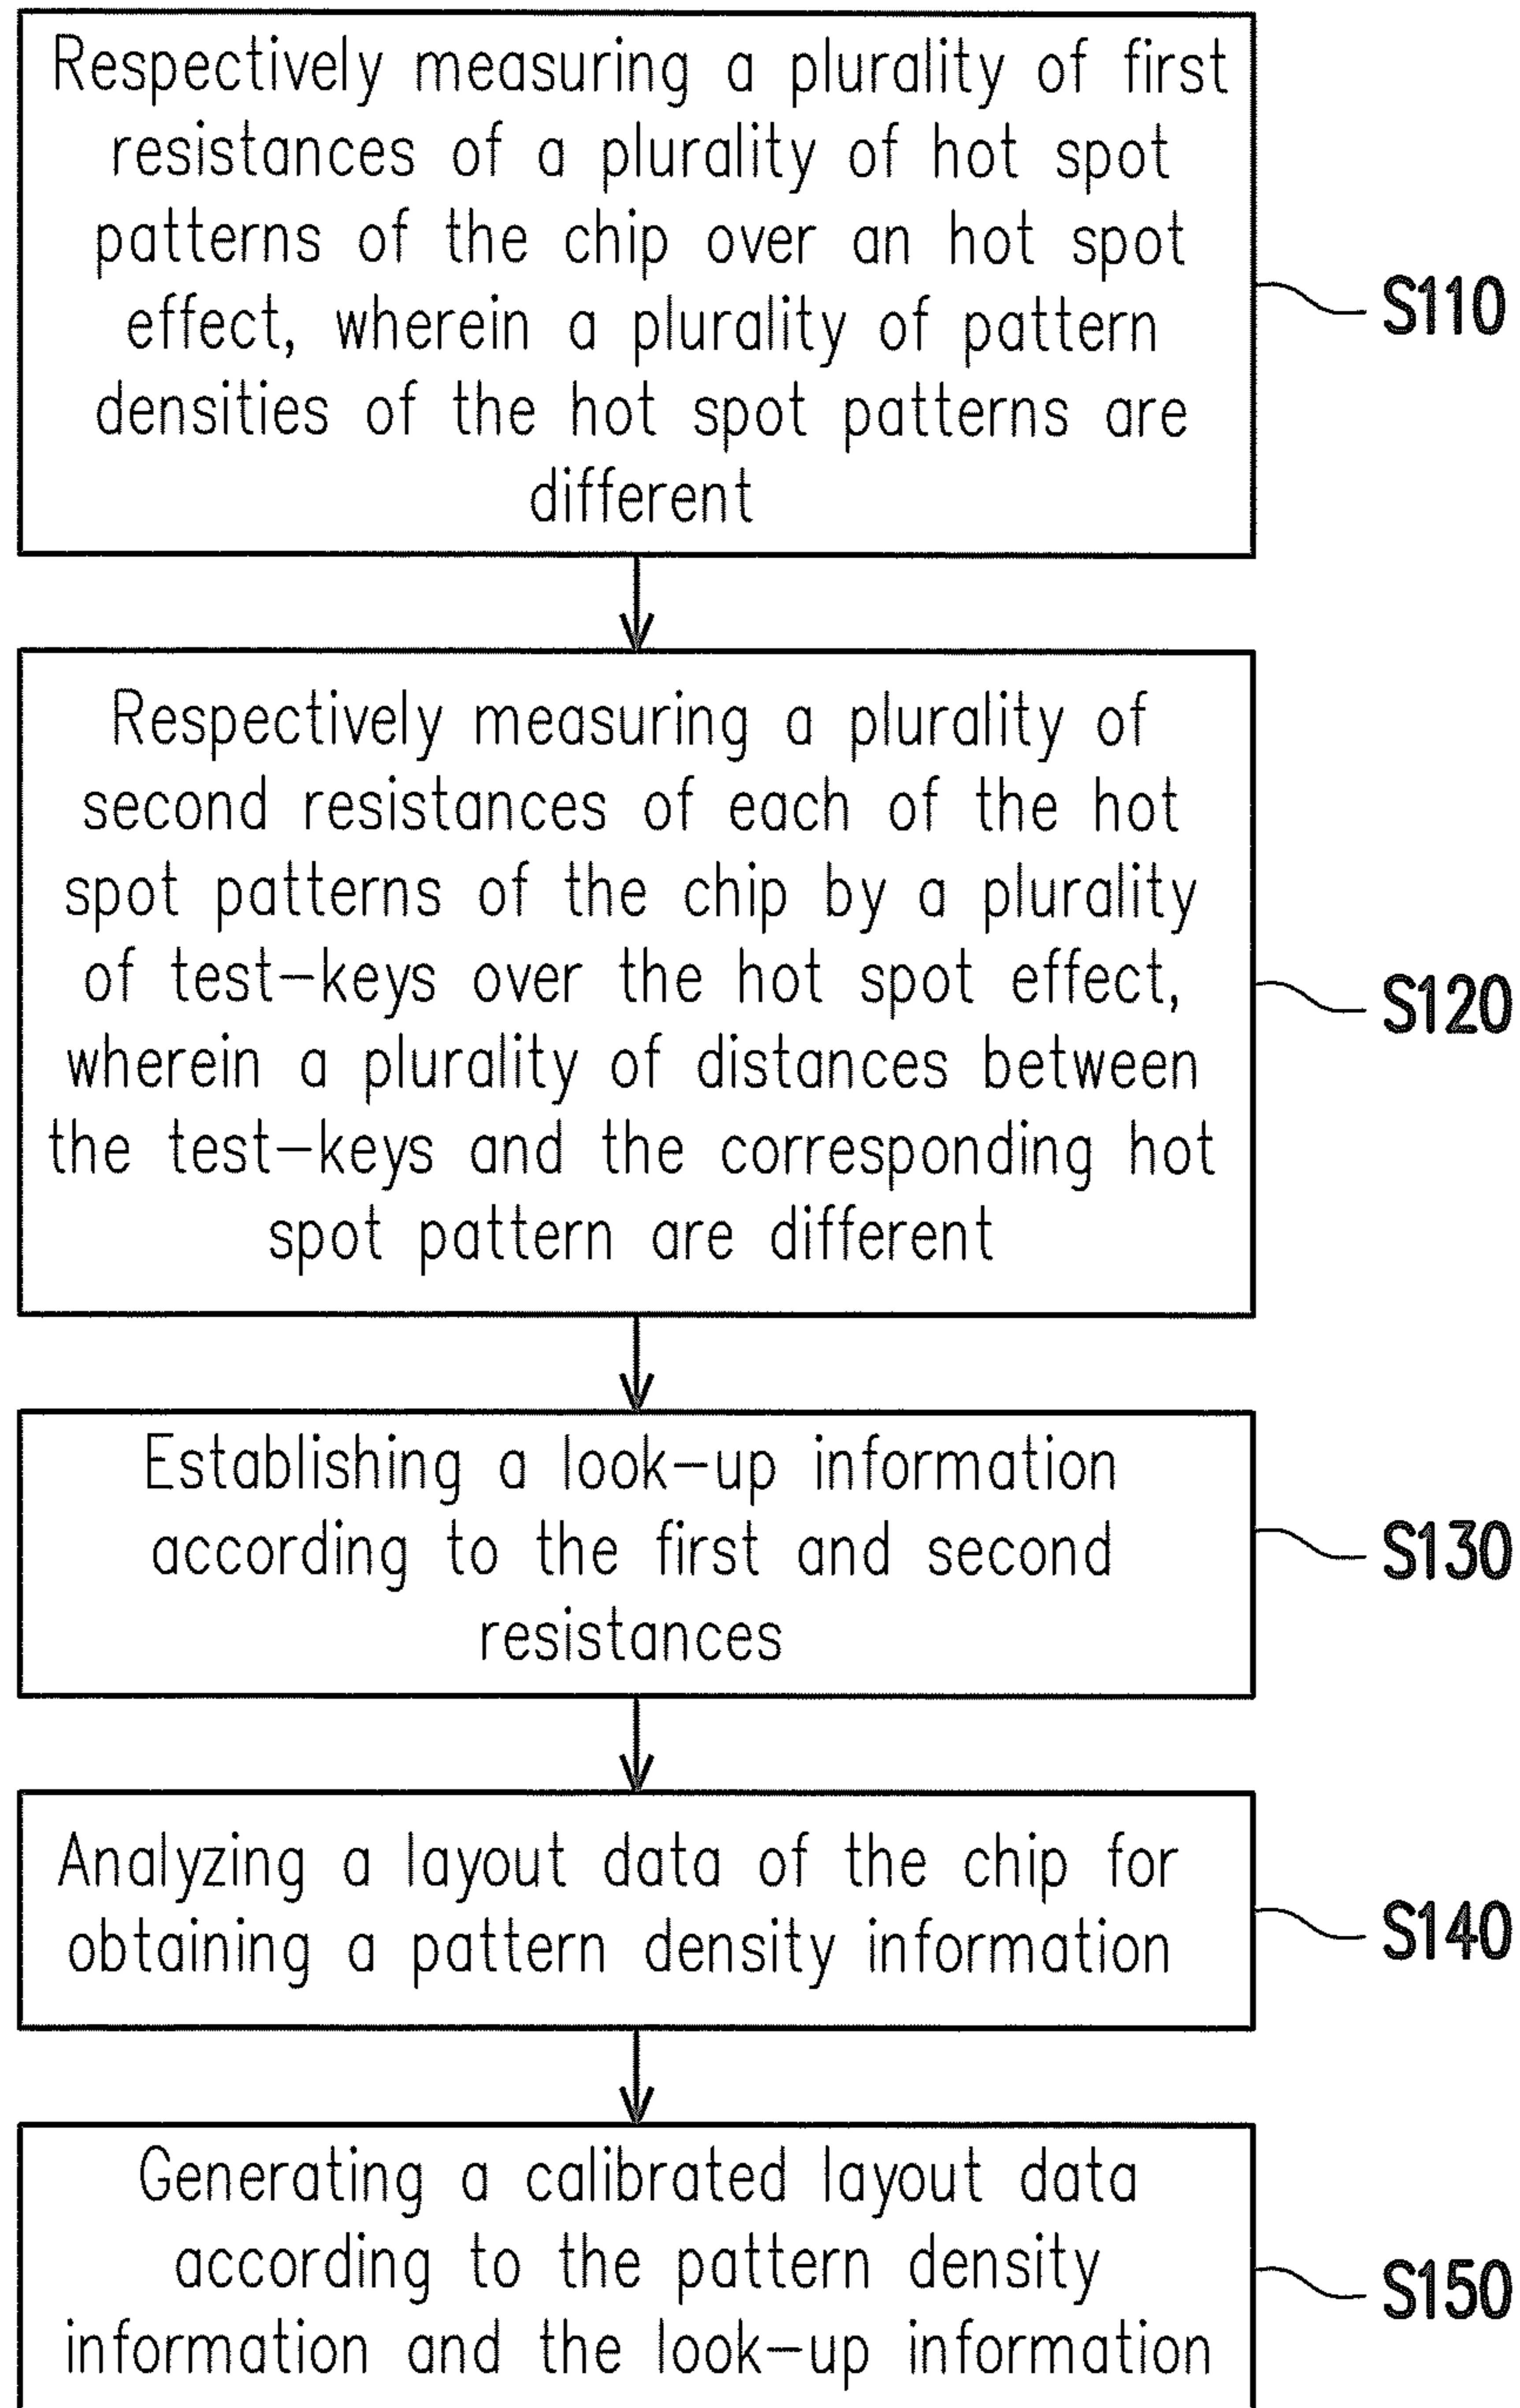 Respectively measuring a plurality of first
resistances of a plurality of hot spot
patterns of the chip over an hot spot
effect, wherein a plurality of pattern
densities of the hot spot patterns are
different
S110
Respectively measuring a plurality of
second resistances of each of the hot
spot patterns of the chip by a plurality
of test-keys over the hot spot effect,
wherein a plurality of distances between
the test-keys and the corresponding hot
spot pattern are different
S120
Establishing a look-up information
according to the first and second
resistances
S130
Analyzing a layout data of the chip for
obtaining a pattern density information
S140
Generating a calibrated layout data
according to the pattern density
information and the look-up information
S150